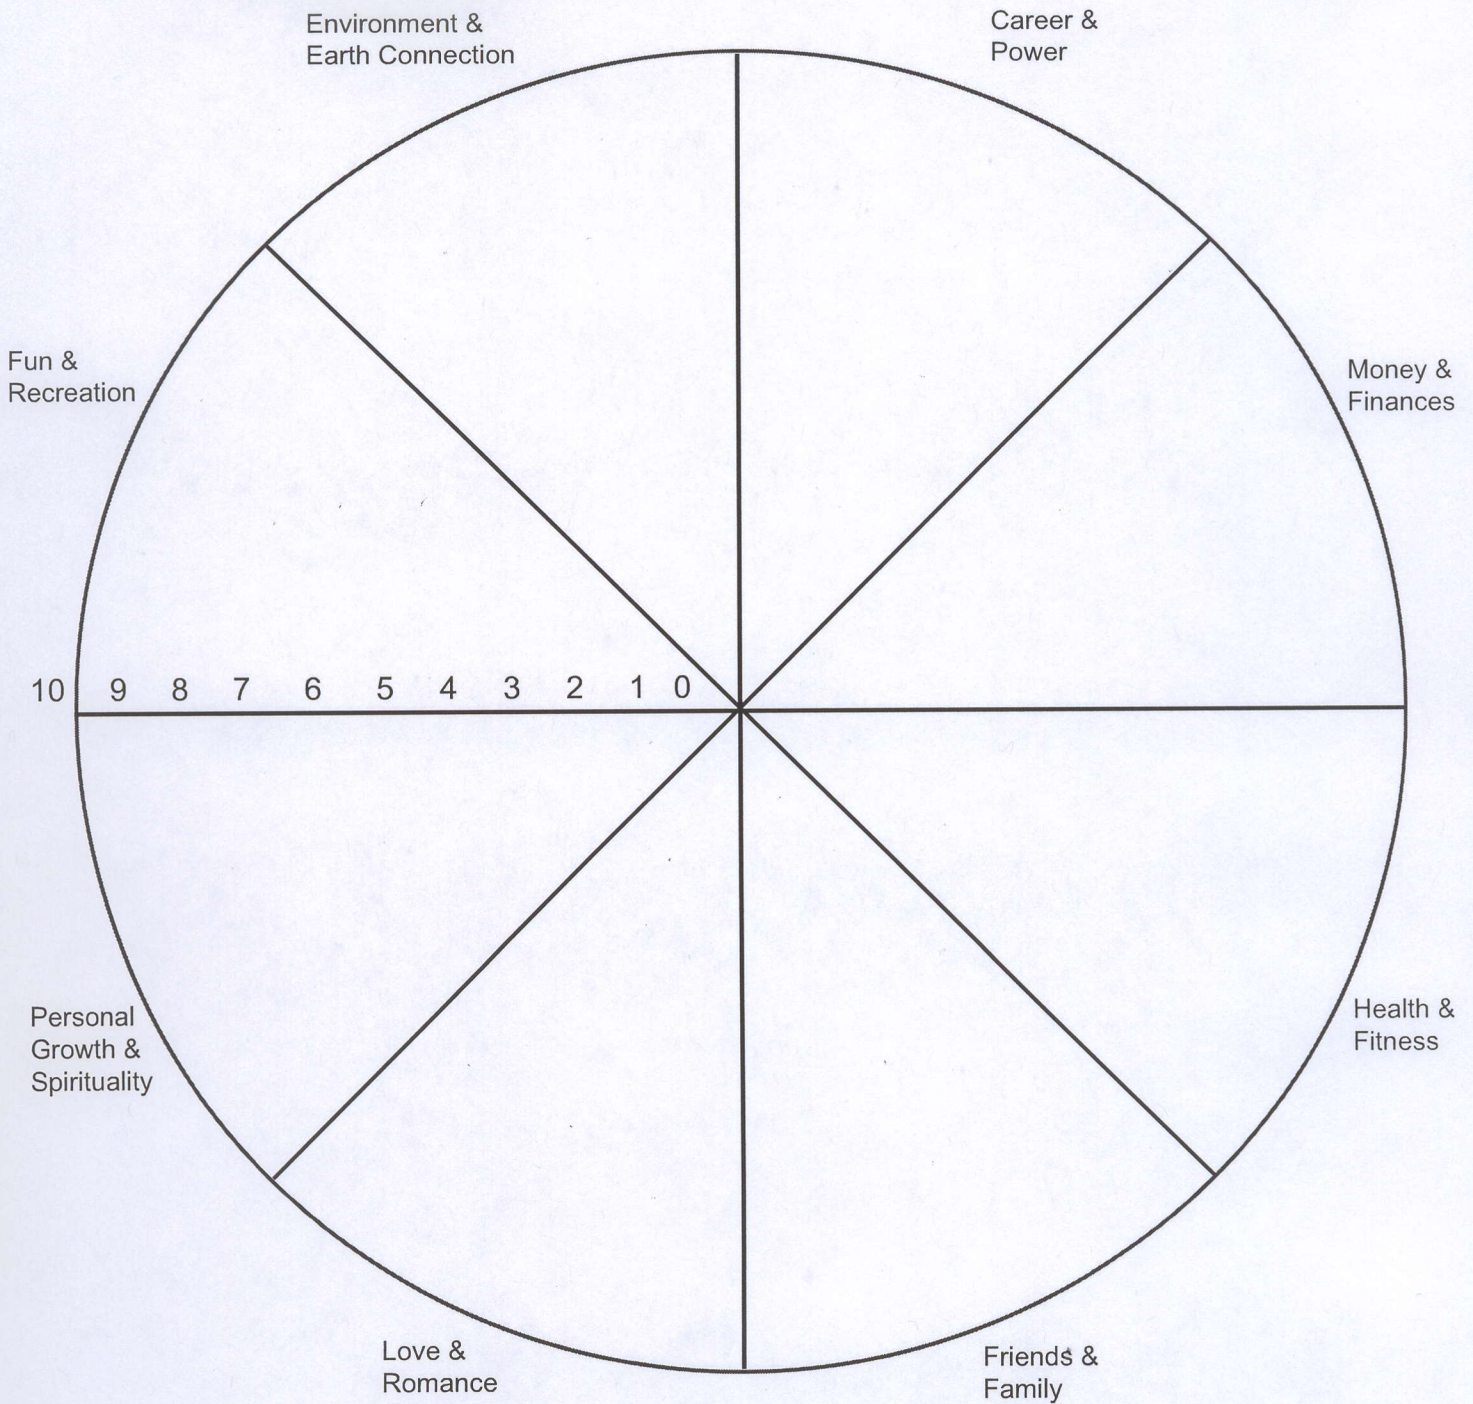 Environment &
Earth Connection
Career &
Power
Fun &
Recreation
Money &
Finances
10 9 8 7 6 5 4 3 2 1 0
Personal
Growth &
Spirituality
Health &
Fitness
Love &
Romance
Friends &
Family